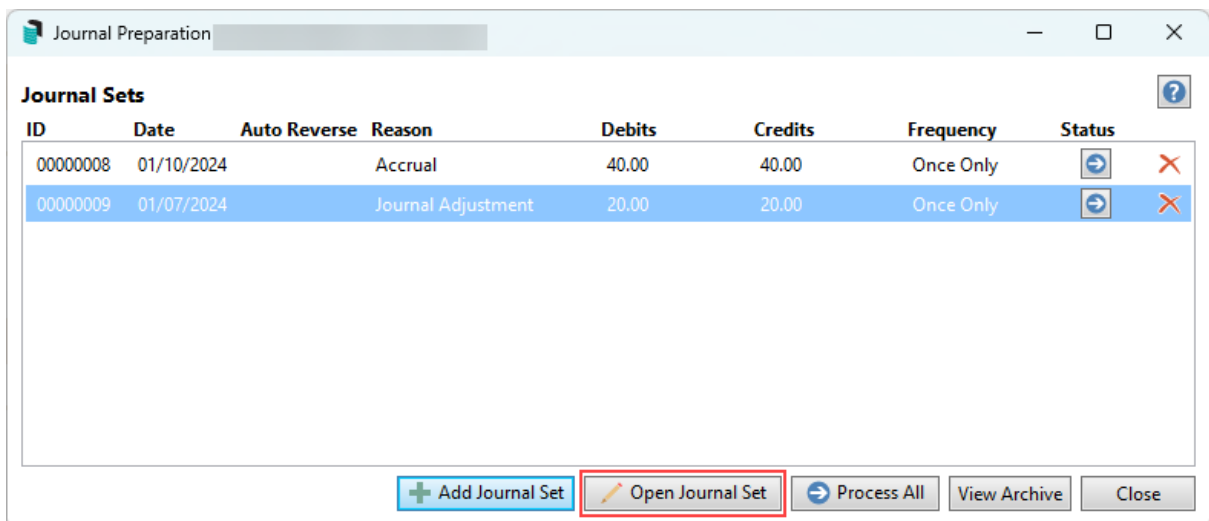 Journal Preparation
Journal Sets
ID Date Auto Reverse Reason Debits Credits Frequency Status
00000008 01/10/2024 Accrual 40.00 40.00 Once Only
00000009 01/07/2024 Journal Adjustment 20.00 20.00 Once Only
Add Journal Set Open Journal Set Process All View Archive Close